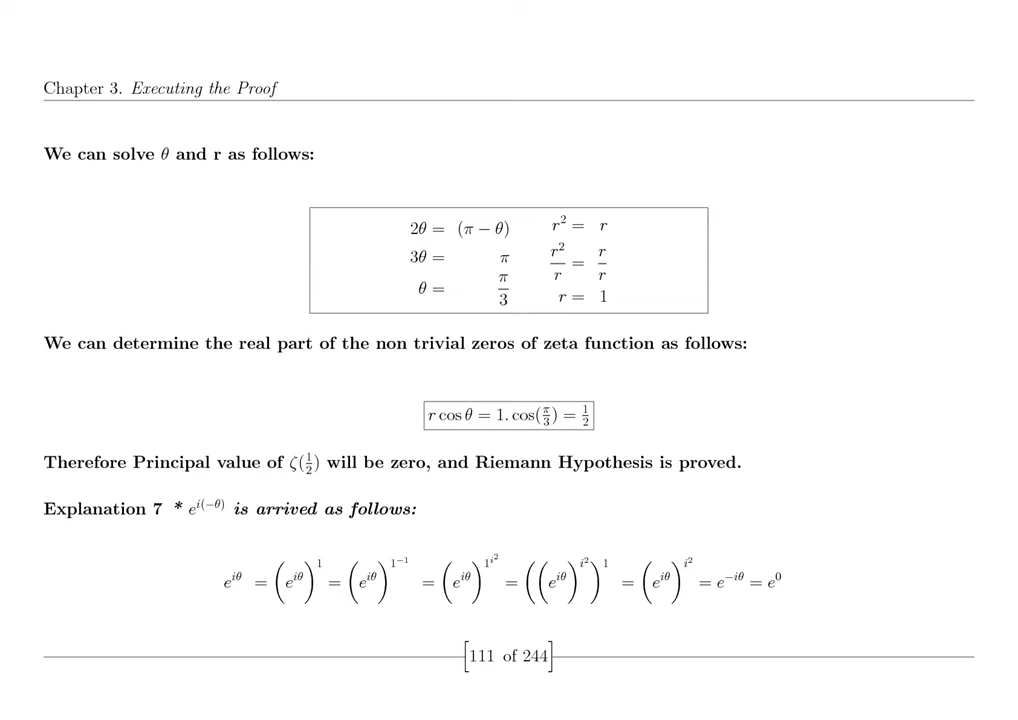 Chapter 3. Executing the Proof
We can solve θ and r as follows:
2θ = (π − θ) r² = r
3θ = π r²/r = r/r
θ = π/3 r = 1
We can determine the real part of the non trivial zeros of zeta function as follows:
r cos θ = 1. cos(π/3) = 1/2
Therefore Principal value of ζ(1/2) will be zero, and Riemann Hypothesis is proved.
Explanation 7 * e^{i(−θ)} is arrived as follows:
e^{iθ} = (e^{iθ})^{1} = (e^{iθ})^{1^{−1}} = (e^{iθ})^{1^{i^2}} = ((e^{iθ})^{i^2})^{1} = (e^{iθ})^{i^2} = e^{−iθ} = e^{0}
[111 of 244]